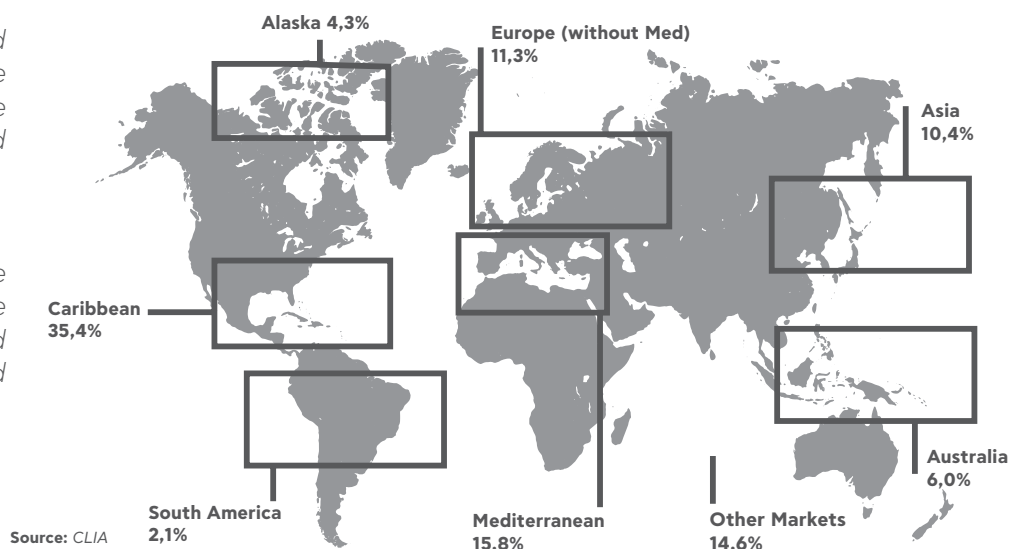 Alaska 4,3%
Europe (without Med)
11,3%
Asia
10,4%
Caribbean
35,4%
Australia
6,0%
South America
2,1%
Mediterranean
15,8%
Other Markets
14,6%
Source: CLIA